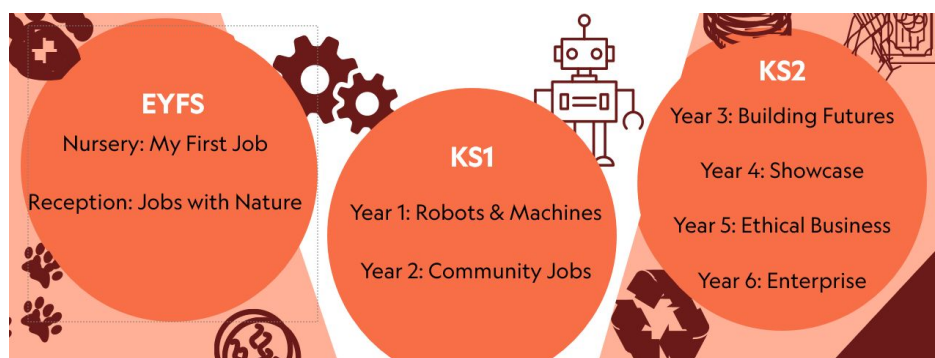 EYFS
Nursery: My First Job
Reception: Jobs with Nature
KS1
Year 1: Robots & Machines
Year 2: Community Jobs
KS2
Year 3: Building Futures
Year 4: Showcase
Year 5: Ethical Business
Year 6: Enterprise